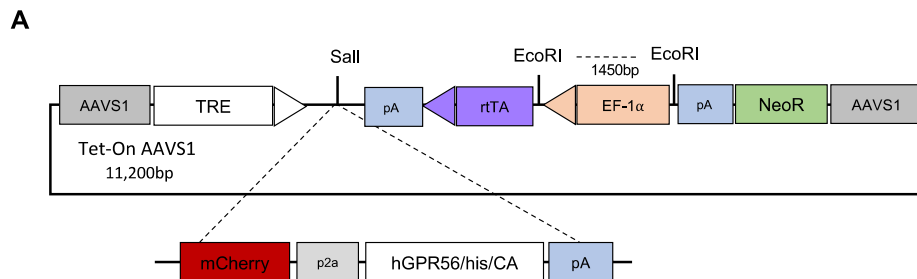 A
SalI
EcoRI
EcoRI
1450bp
AAVS1
TRE
pA
rtTA
EF-1α
pA
NeoR
AAVS1
Tet-On AAVS1
11,200bp
mCherry
p2a
hGPR56/his/CA
pA